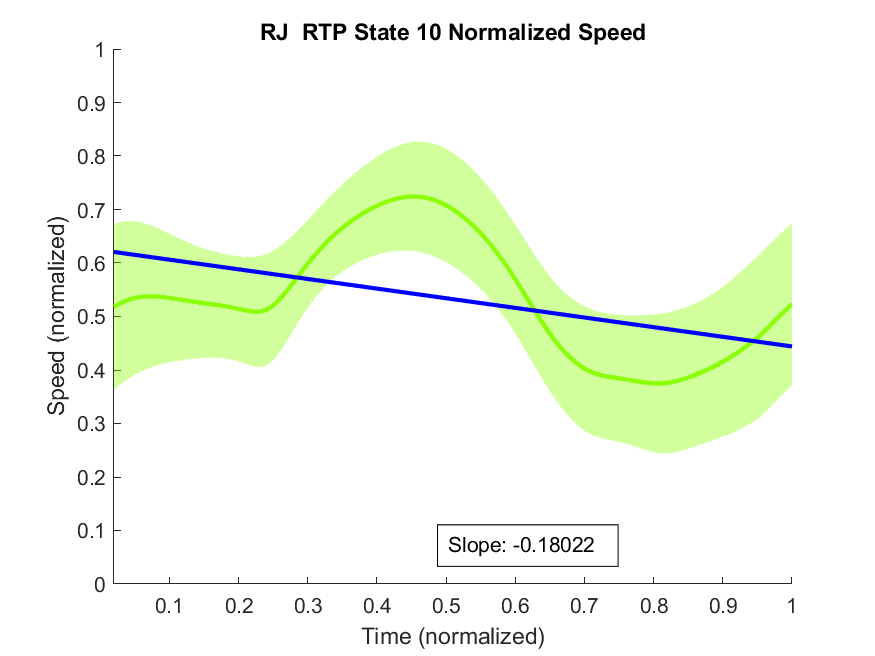 RJ  RTP State 10 Normalized Speed
1
0.9
0.8
0.7
0.6
0.5
0.4
0.3
0.2
0.1
0
Speed (normalized)
Slope: -0.18022
0.1 0.2 0.3 0.4 0.5 0.6 0.7 0.8 0.9 1
Time (normalized)